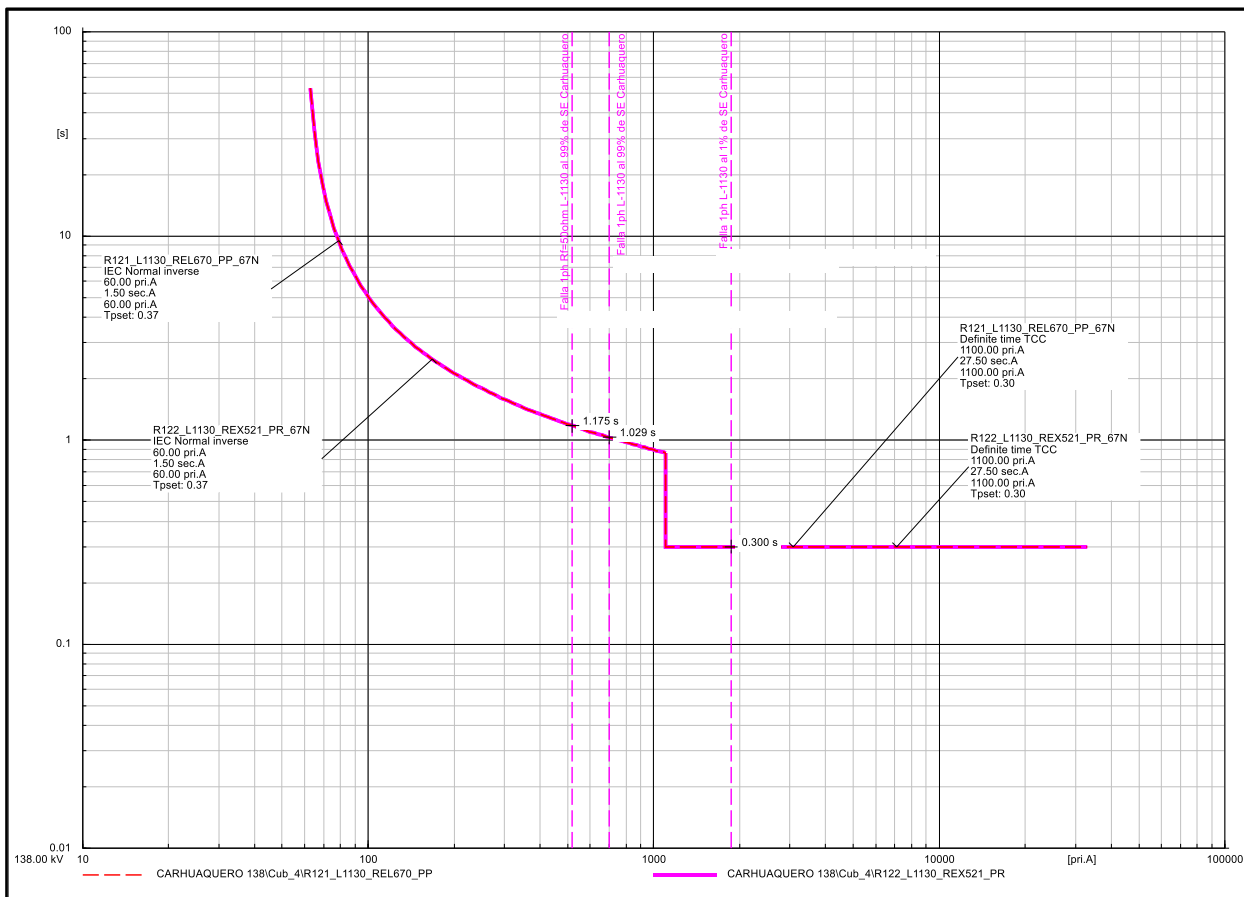 100
[s]
10
1
0.1
0.01
138.00 kV
10
100
1000
10000
[pri.A]
100000
Falla 1ph Rf=50ohm L-1130 al 99% de SE Carhuaquero
Falla 1ph L-1130 al 99% de SE Carhuaquero
Falla 1ph L-1130 al 1% de SE Carhuaquero
R121_L1130_REL670_PP_67N
IEC Normal inverse
60.00 pri.A
1.50 sec.A
60.00 pri.A
Tpset: 0.37
R122_L1130_REX521_PR_67N
IEC Normal inverse
60.00 pri.A
1.50 sec.A
60.00 pri.A
Tpset: 0.37
R121_L1130_REL670_PP_67N
Definite time TCC
1100.00 pri.A
27.50 sec.A
1100.00 pri.A
Tpset: 0.30
R122_L1130_REX521_PR_67N
Definite time TCC
1100.00 pri.A
27.50 sec.A
1100.00 pri.A
Tpset: 0.30
1.175 s
1.029 s
0.300 s
CARHUAQUERO 138\Cub_4\R121_L1130_REL670_PP
CARHUAQUERO 138\Cub_4\R122_L1130_REX521_PR